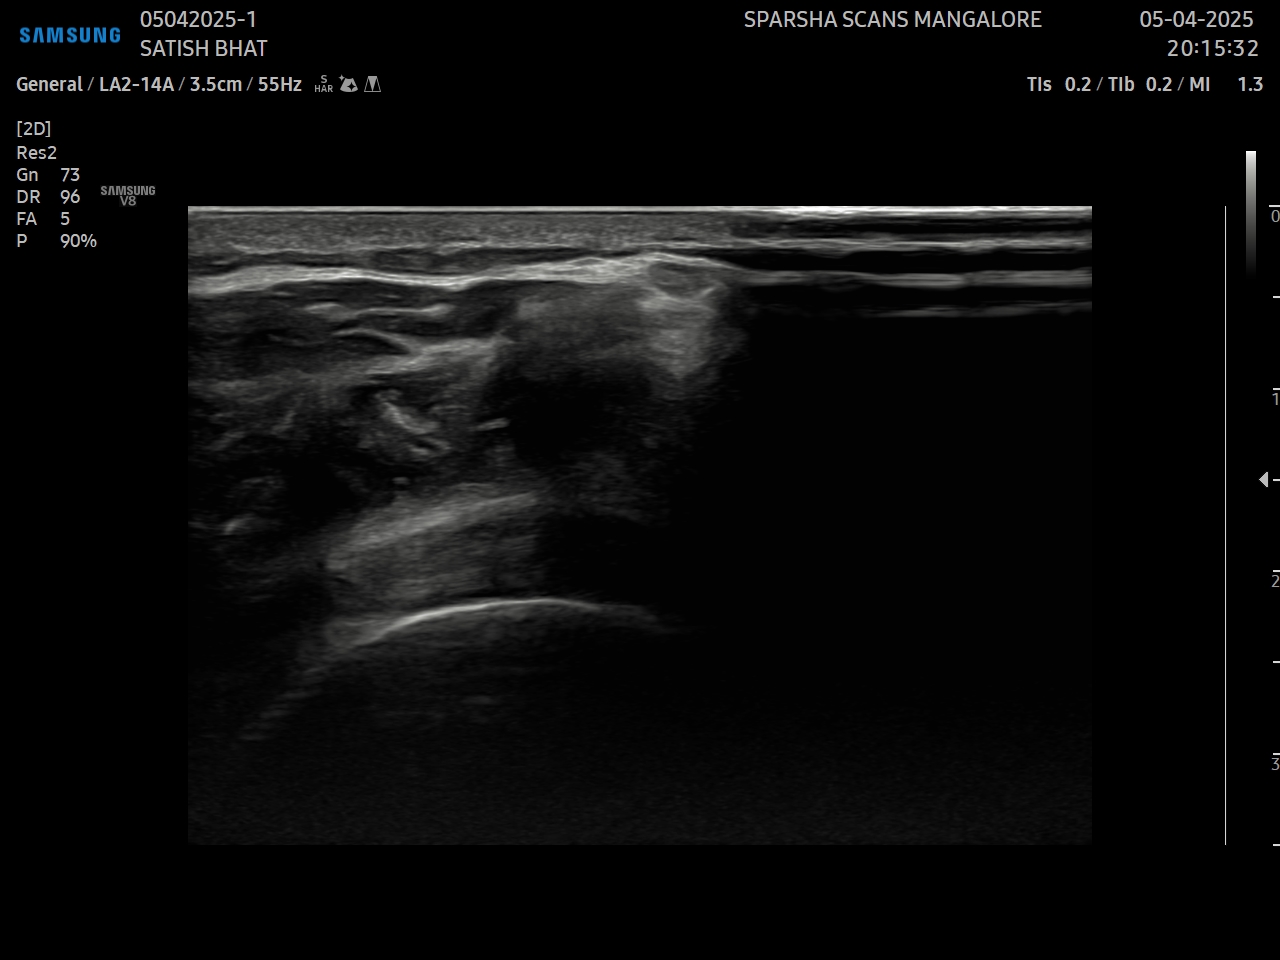 SAMSUNG
05042025-1
SATISH BHAT
SPARSHA SCANS MANGALORE
05-04-2025
20:15:32
General / LA2-14A / 3.5cm / 55Hz
S
HAR
TIs 0.2 / TIb 0.2 / MI 1.3
[2D]
Res2
Gn 73
DR 96
FA 5
P 90%
SAMSUNG
V8
0
1
2
3